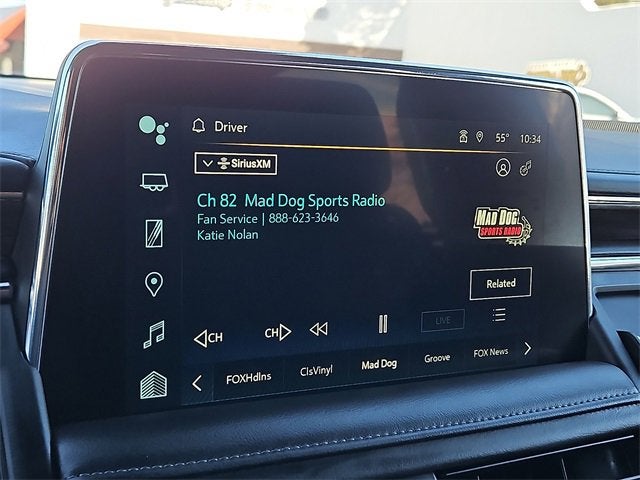 Driver
55° 10:34
SiriusXM
Ch 82 Mad Dog Sports Radio
Fan Service | 888-623-3646
Katie Nolan
MAD DOG
SPORTS RADIO
Related
CH
CH
LIVE
FOXHdlns ClsVinyl Mad Dog Groove FOX News